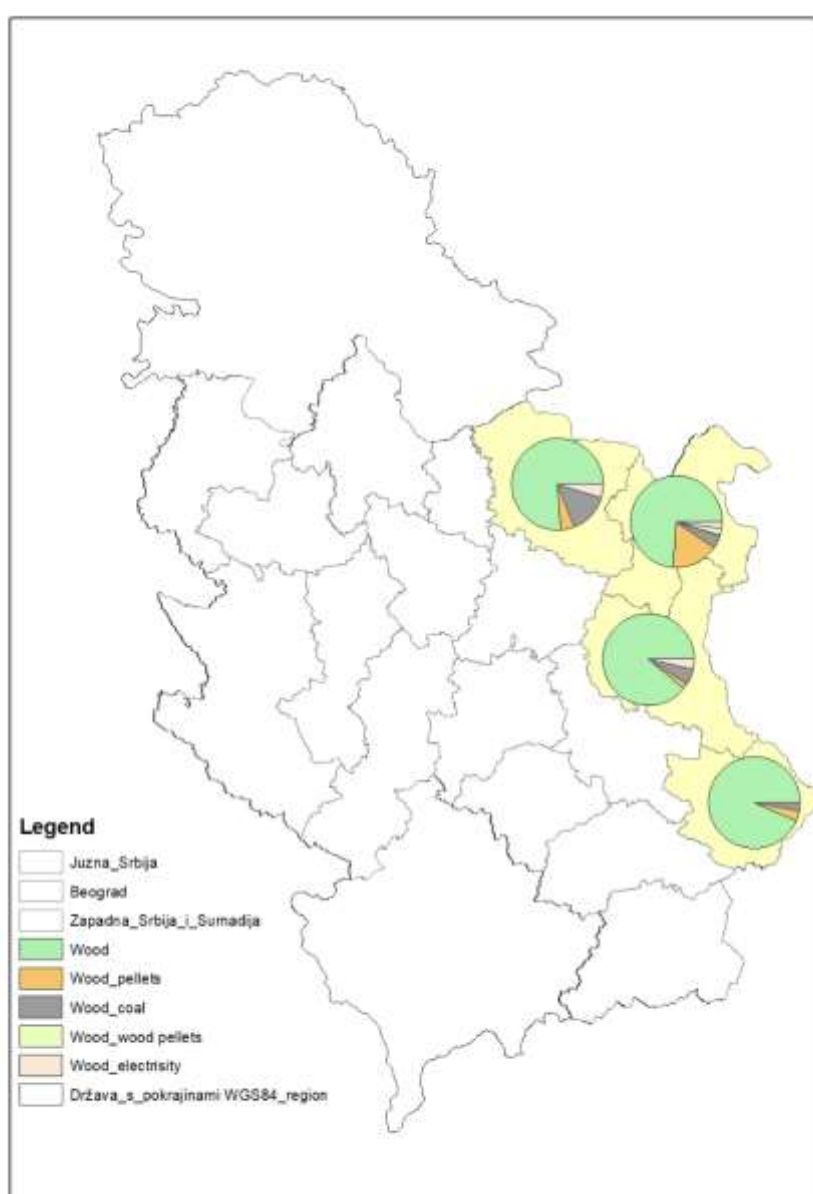 Legend
Juzna_Srbija
Beograd
Zapadna_Srbija_i_Sumadija
Wood
Wood_pellets
Wood_coal
Wood_wood pellets
Wood_electrisity
Država_s_pokrajinami WGS84_region